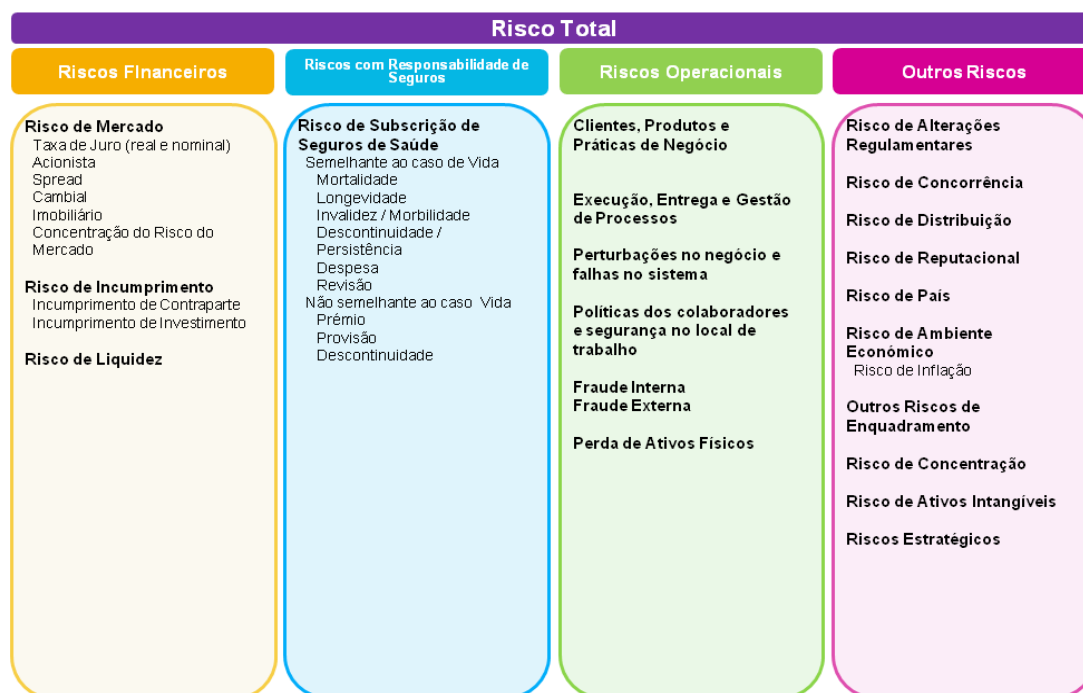 Risco Total
Riscos FInanceiros
Riscos com Responsabilidade de
Seguros
Riscos Operacionais
Outros Riscos
Risco de Mercado
Taxa de Juro (real e nominal)
Acionista
Spread
Cambial
Imobiliário
Concentração do Risco do
Mercado
Risco de Incumprimento
Incumprimento de Contraparte
Incumprimento de Investimento
Risco de Liquidez
Risco de Subscrição de
Seguros de Saúde
Semelhante ao caso de Vida
Mortalidade
Longevidade
Invalidez / Morbilidade
Descontinuidade /
Persistência
Despesa
Revisão
Não semelhante ao caso Vida
Prémio
Provisão
Descontinuidade
Clientes, Produtos e
Práticas de Negócio
Execução, Entrega e Gestão
de Processos
Perturbações no negócio e
falhas no sistema
Políticas dos colaboradores
e segurança no local de
trabalho
Fraude Interna
Fraude Externa
Perda de Ativos Físicos
Risco de Alterações
Regulamentares
Risco de Concorrência
Risco de Distribuição
Risco de Reputacional
Risco de País
Risco de Ambiente
Económico
Risco de Inflação
Outros Riscos de
Enquadramento
Risco de Concentração
Risco de Ativos Intangíveis
Riscos Estratégicos